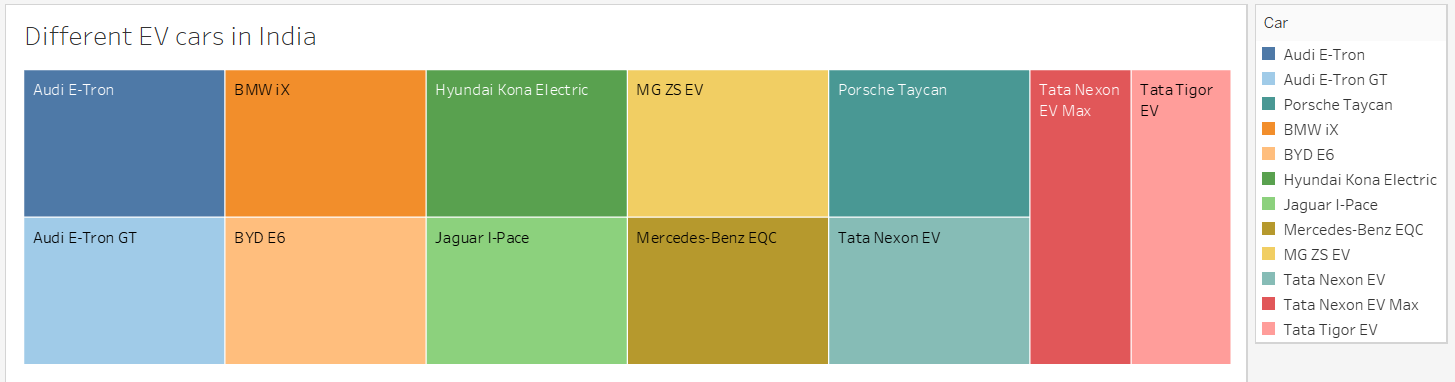 Different EV cars in India
Audi E-Tron
BMW iX
Hyundai Kona Electric
MG ZS EV
Porsche Taycan
Tata Nexon
EV Max
Tata Tigor
EV
Audi E-Tron GT
BYD E6
Jaguar I-Pace
Mercedes-Benz EQC
Tata Nexon EV
Car
Audi E-Tron
Audi E-Tron GT
Porsche Taycan
BMW iX
BYD E6
Hyundai Kona Electric
Jaguar I-Pace
Mercedes-Benz EQC
MG ZS EV
Tata Nexon EV
Tata Nexon EV Max
Tata Tigor EV